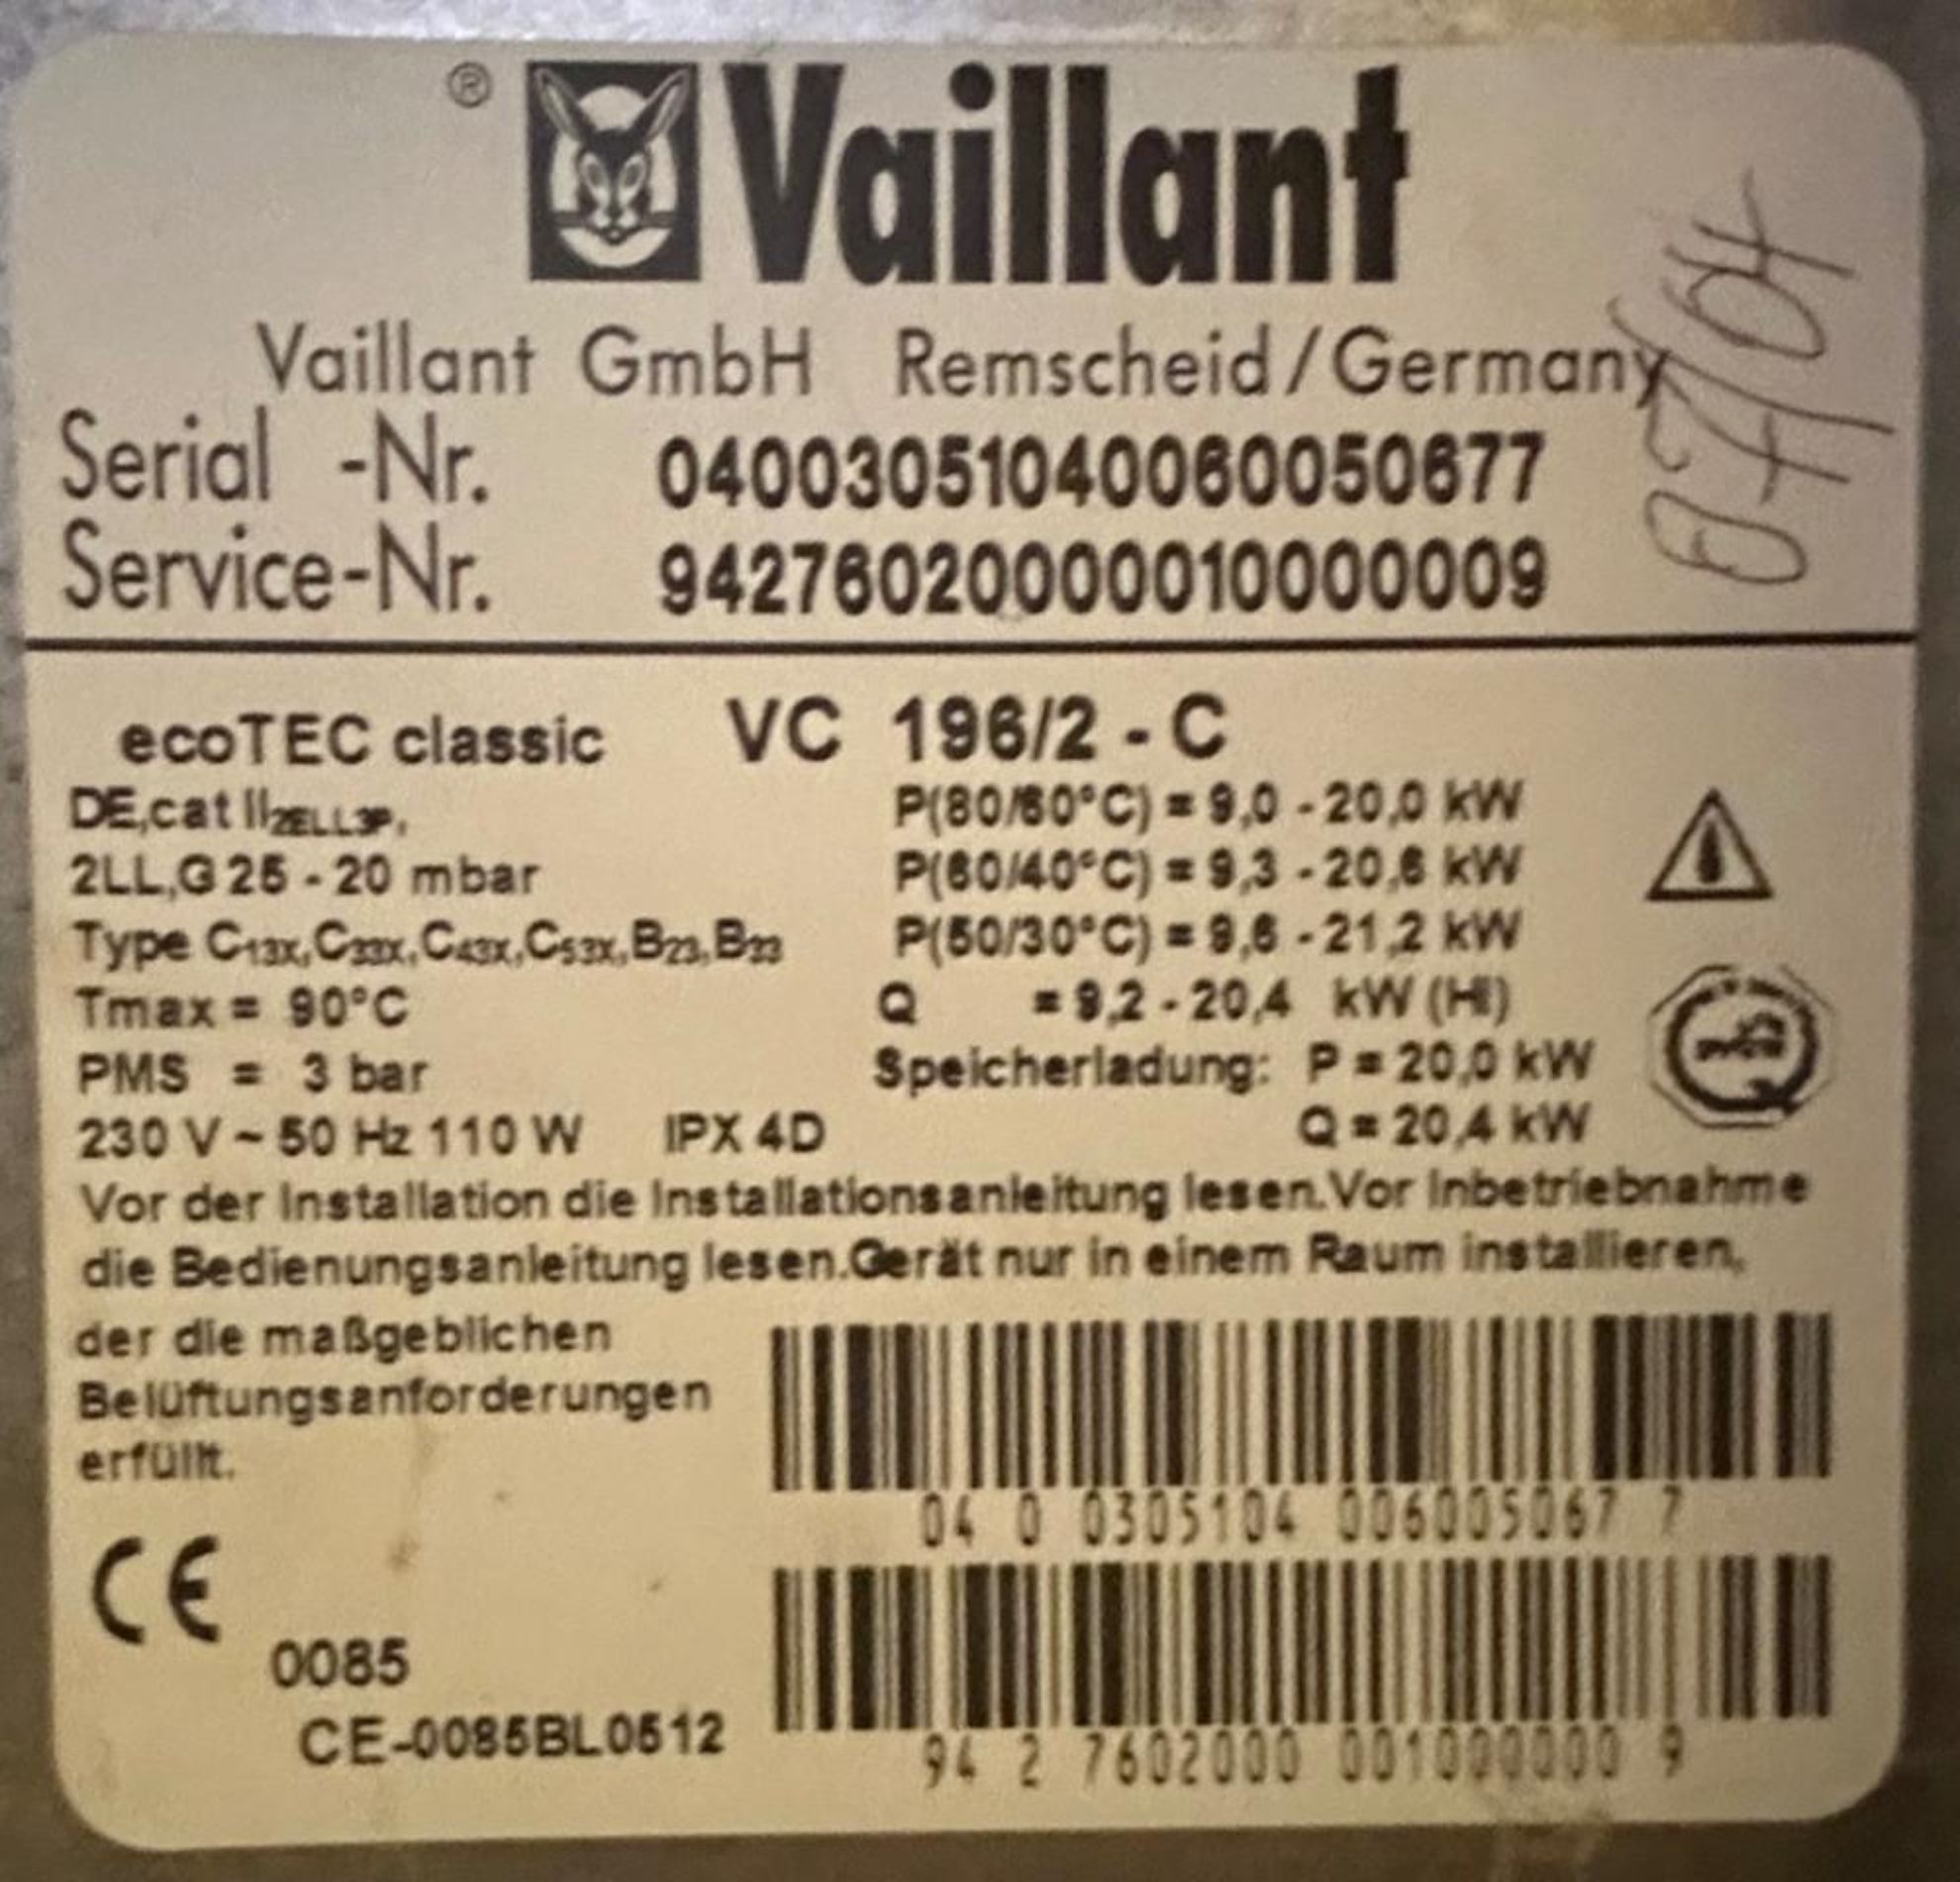 ® Vaillant
Vaillant GmbH Remscheid/Germany
07/04
Serial -Nr. 04003051040060050677
Service-Nr. 94276020000010000009
ecoTEC classic VC 196/2 - C
DE,cat II2ELL3P,
P(80/60°C) = 9,0 - 20,0 kW
2LL,G 25 - 20 mbar
P(60/40°C) = 9,3 - 20,6 kW
Type C13X,C33X,C43X,C53X,B23,B33
P(50/30°C) = 9,6 - 21,2 kW
Tmax = 90°C
Q = 9,2 - 20,4 kW (Hi)
PMS = 3 bar
Speicherladung: P = 20,0 kW
230 V ~ 50 Hz 110 W IPX 4D
Q = 20,4 kW
Vor der Installation die Installationsanleitung lesen.Vor Inbetriebnahme
die Bedienungsanleitung lesen.Gerät nur in einem Raum installieren,
der die maßgeblichen
Belüftungsanforderungen
erfüllt.
04 0 0305104 006005067 7
CE
0085
CE-0085BL0512
94 2 7602000 001000000 9